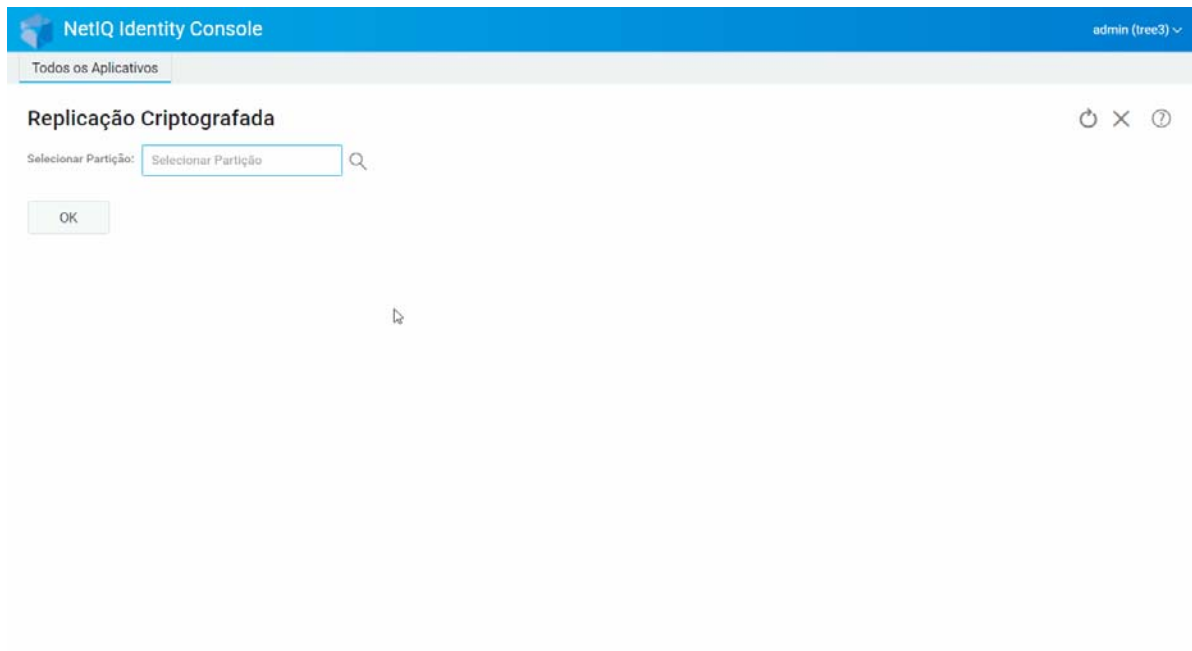 NetIQ Identity Console
admin (tree3)
Todos os Aplicativos
Replicação Criptografada
Selecionar Partição: Selecionar Partição
OK